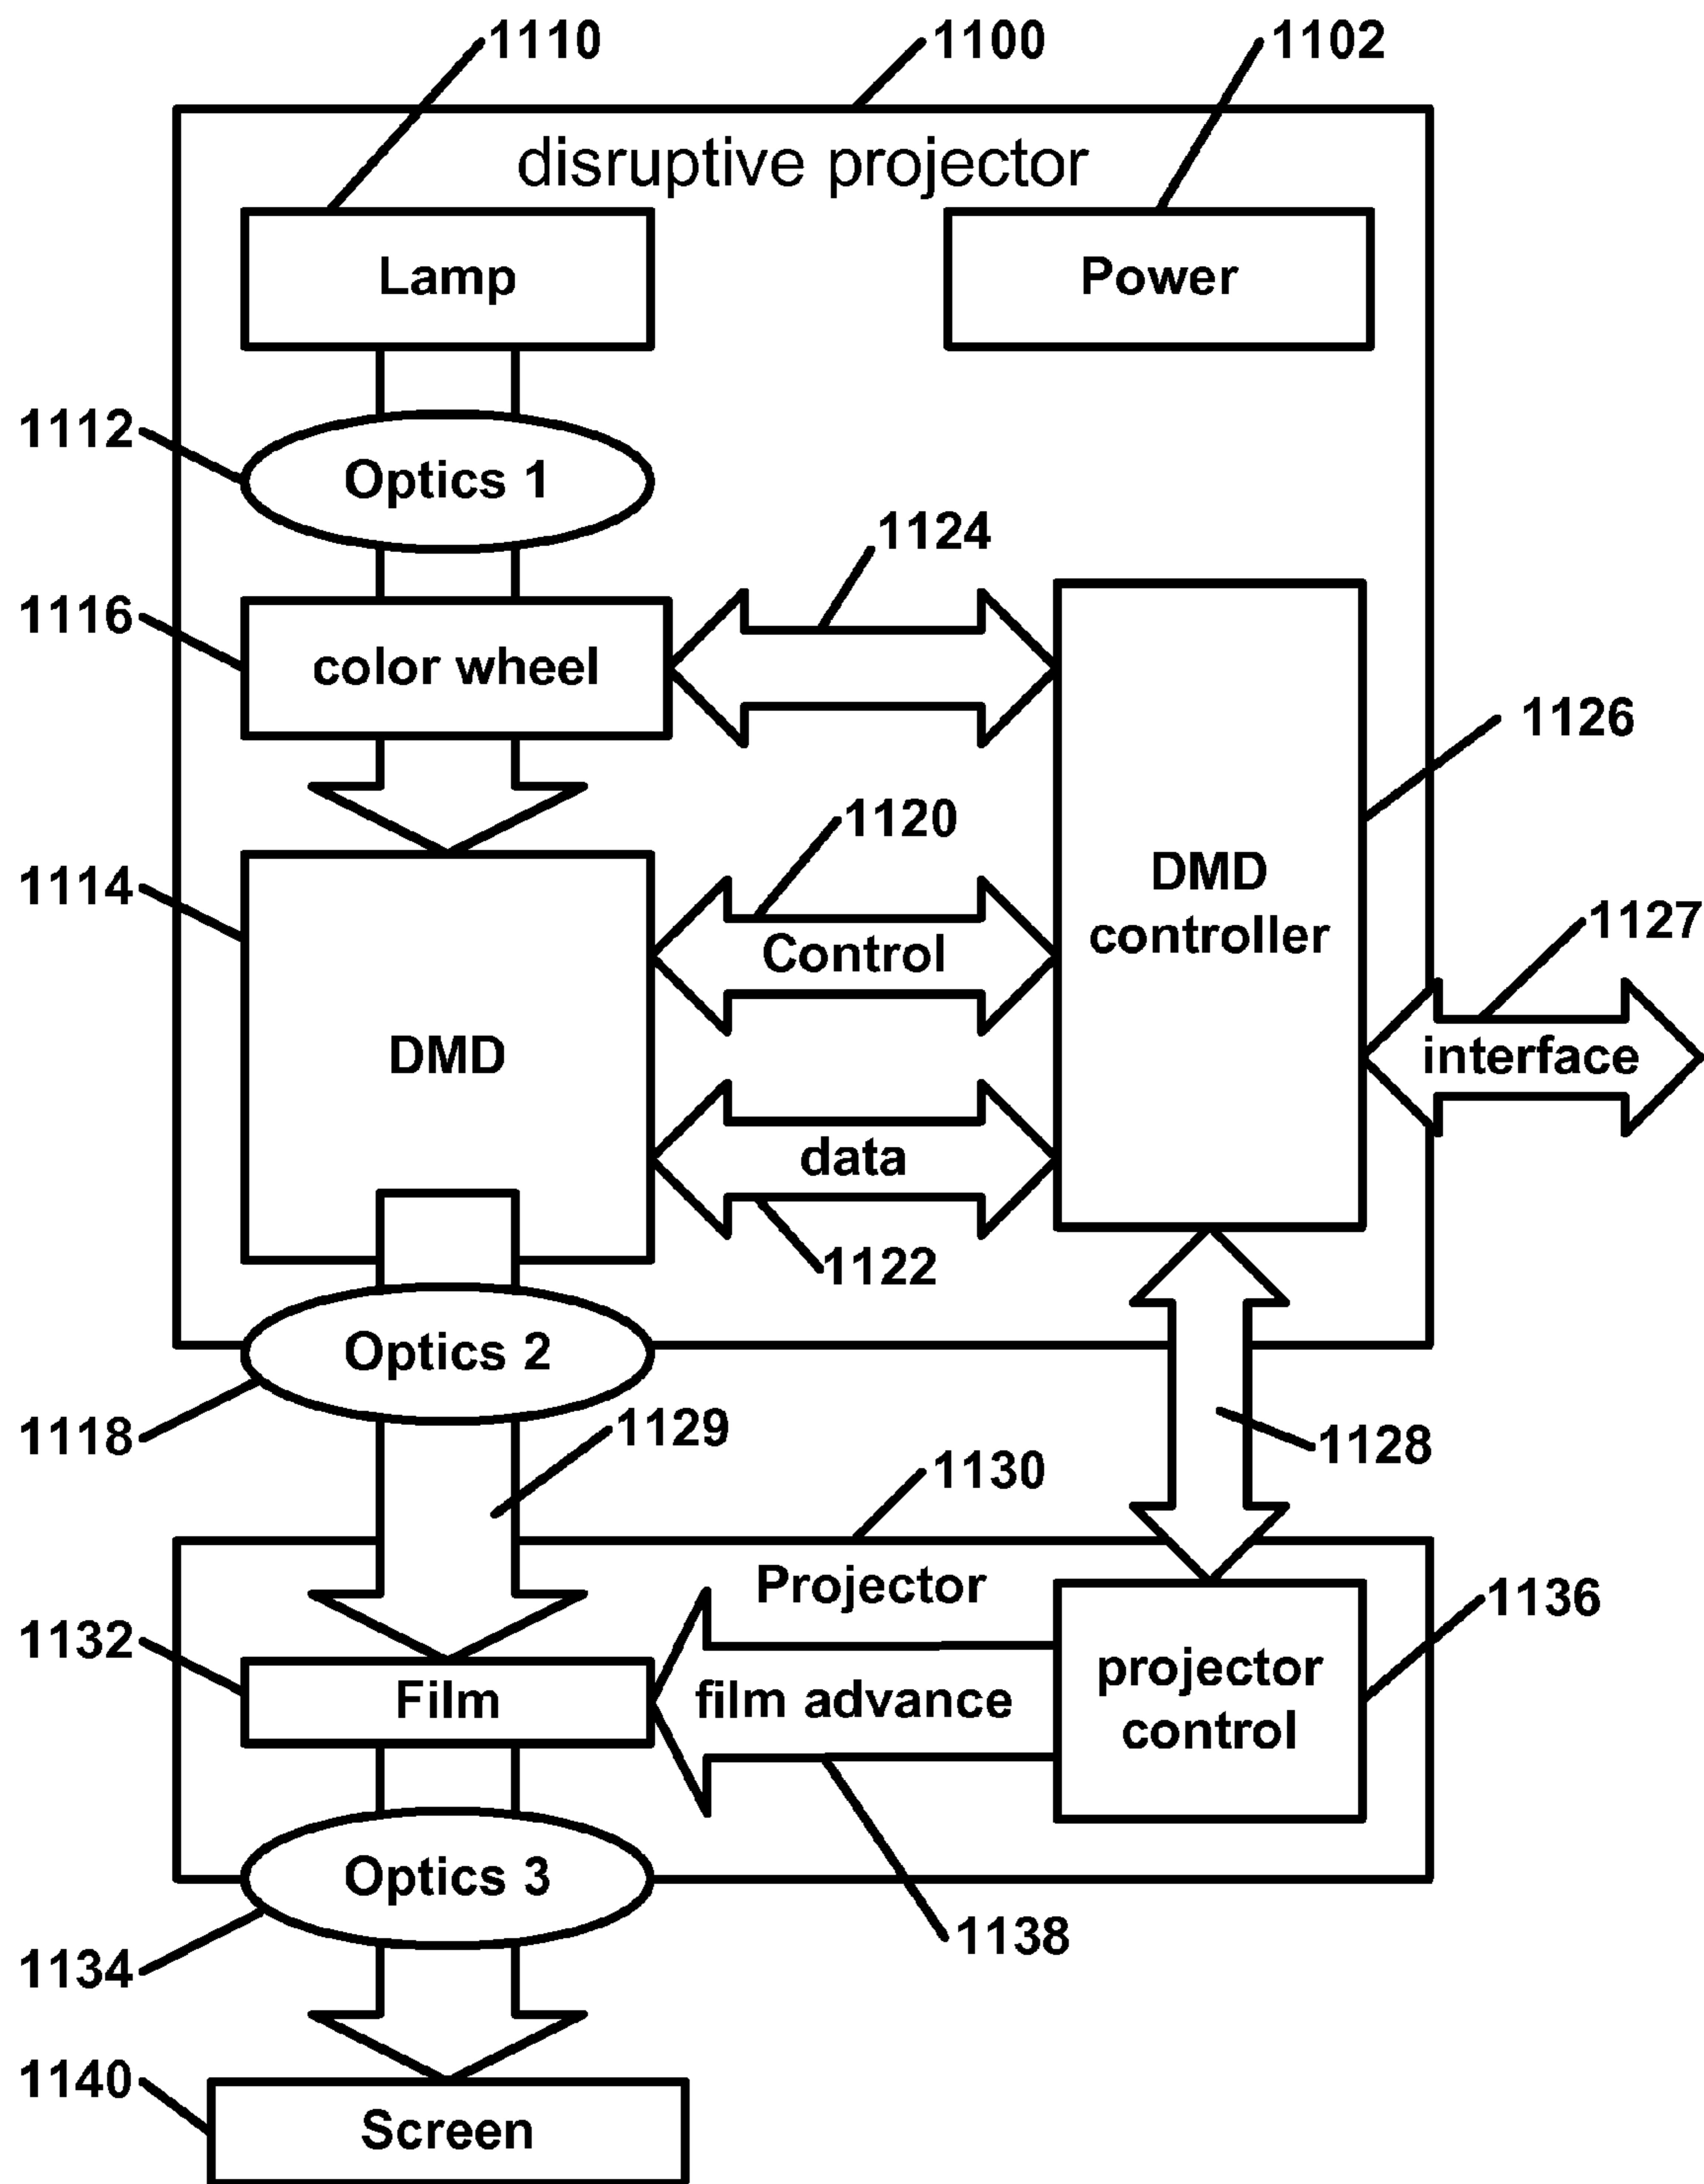 1110
1100
1102
disruptive projector
Lamp
Power
1112
Optics 1
1124
1116
color wheel
1126
1120
1114
DMD
controller
1127
Control
DMD
interface
data
1122
Optics 2
1118
1129
1128
1130
Projector
1136
1132
Film
film advance
projector
control
Optics 3
1138
1134
1140
Screen